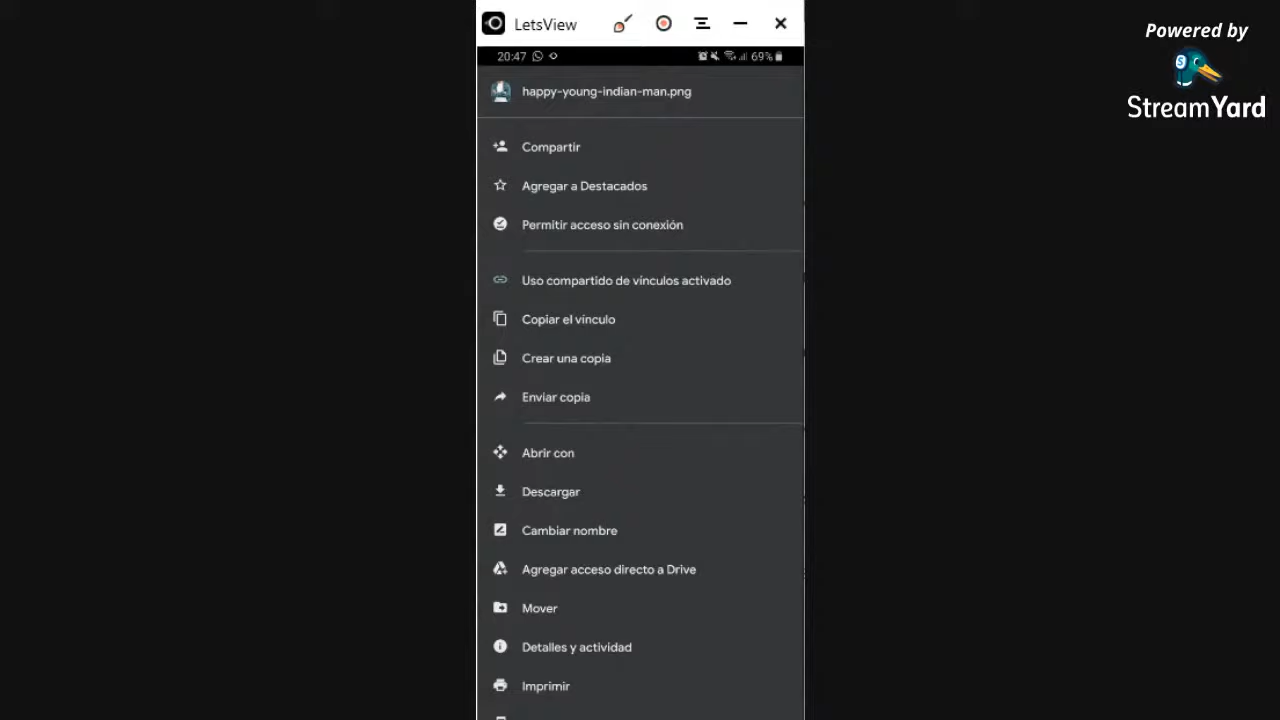 LetsView
Powered by
StreamYard
20:47
69%
happy-young-indian-man.png
Compartir
Agregar a Destacados
Permitir acceso sin conexión
Uso compartido de vínculos activado
Copiar el vínculo
Crear una copia
Enviar copia
Abrir con
Descargar
Cambiar nombre
Agregar acceso directo a Drive
Mover
Detalles y actividad
Imprimir